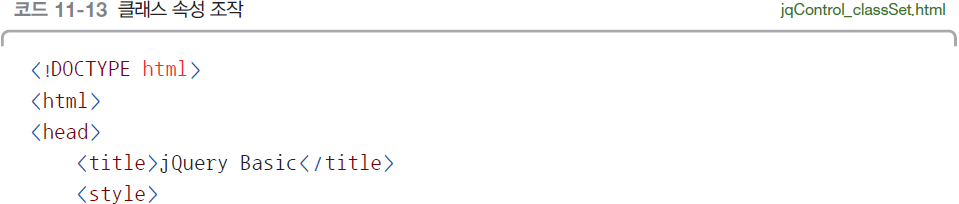 코드 11-13 클래스 속성 조작 jqControl_classSet.html
<!DOCTYPE html>
<html>
<head>
<title>jQuery Basic</title>
<style>